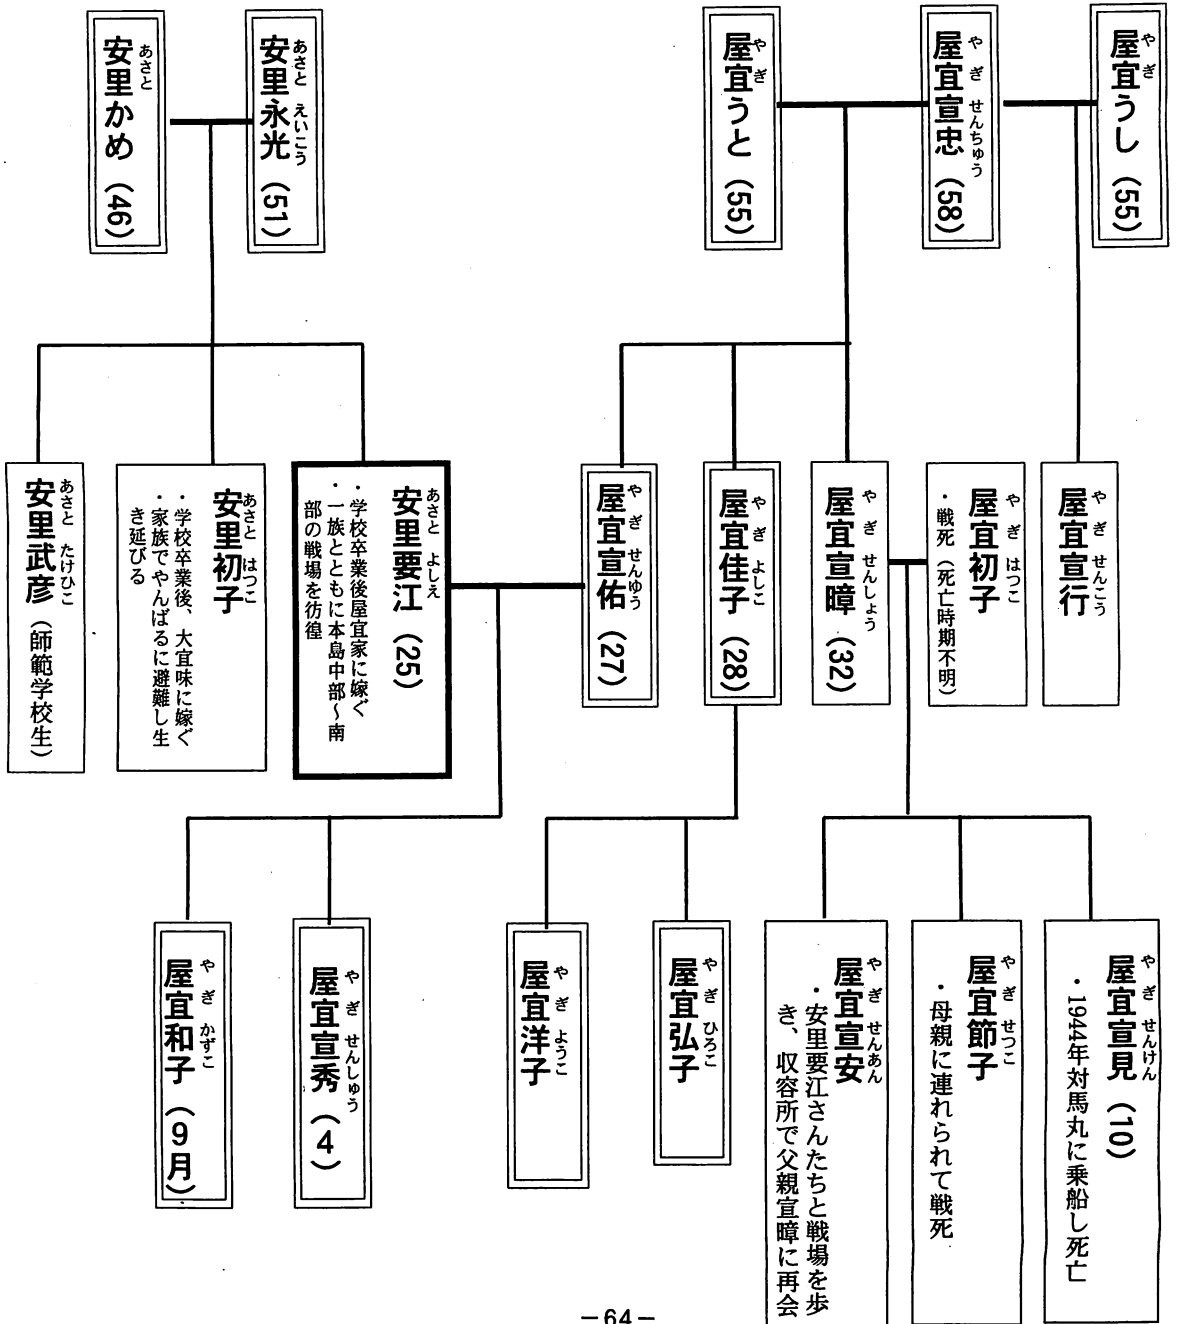 屋宜うし（55）
やぎ
屋宜宣忠（58）
やぎ せんちゅう
屋宜うと（55）
やぎ
安里永光（51）
あさと えいこう
安里かめ（46）
あさと
屋宜宣行
やぎ せんこう
屋宜初子
やぎ はつこ
・戦死（死亡時期不明）
屋宜宣暲（32）
やぎ せんしょう
屋宜佳子（28）
やぎ よしこ
屋宜宣佑（27）
やぎ せんゆう
安里要江（25）
あさと よしえ
・学校卒業後屋宜家に嫁ぐ
・一族とともに本島中部～南
部の戦場を彷徨
安里初子
あさと はつこ
・学校卒業後、大宜味に嫁ぐ
・家族でやんばるに避難し生
き延びる
安里武彦（師範学校生）
あさと たけひこ
屋宜宣見（10）
やぎ せんけん
・1944年対馬丸に乗船し死亡
屋宜節子
やぎ せつこ
・母親に連れられて戦死
屋宜宣安
やぎ せんあん
・安里要江さんたちと戦場を歩
き、収容所で父親宣暲に再会
屋宜弘子
やぎ ひろこ
屋宜洋子
やぎ ようこ
屋宜宣秀（4）
やぎ せんしゅう
屋宜和子（9月）
やぎ かずこ
－64－